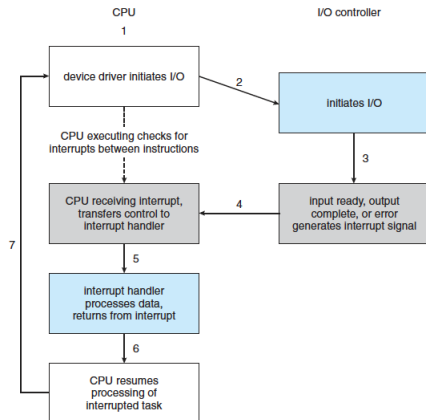 CPU
I/O controller
1
device driver initiates I/O
2
initiates I/O
CPU executing checks for
interrupts between instructions
3
CPU receiving interrupt,
transfers control to
interrupt handler
4
input ready, output
complete, or error
generates interrupt signal
7
5
interrupt handler
processes data,
returns from interrupt
6
CPU resumes
processing of
interrupted task